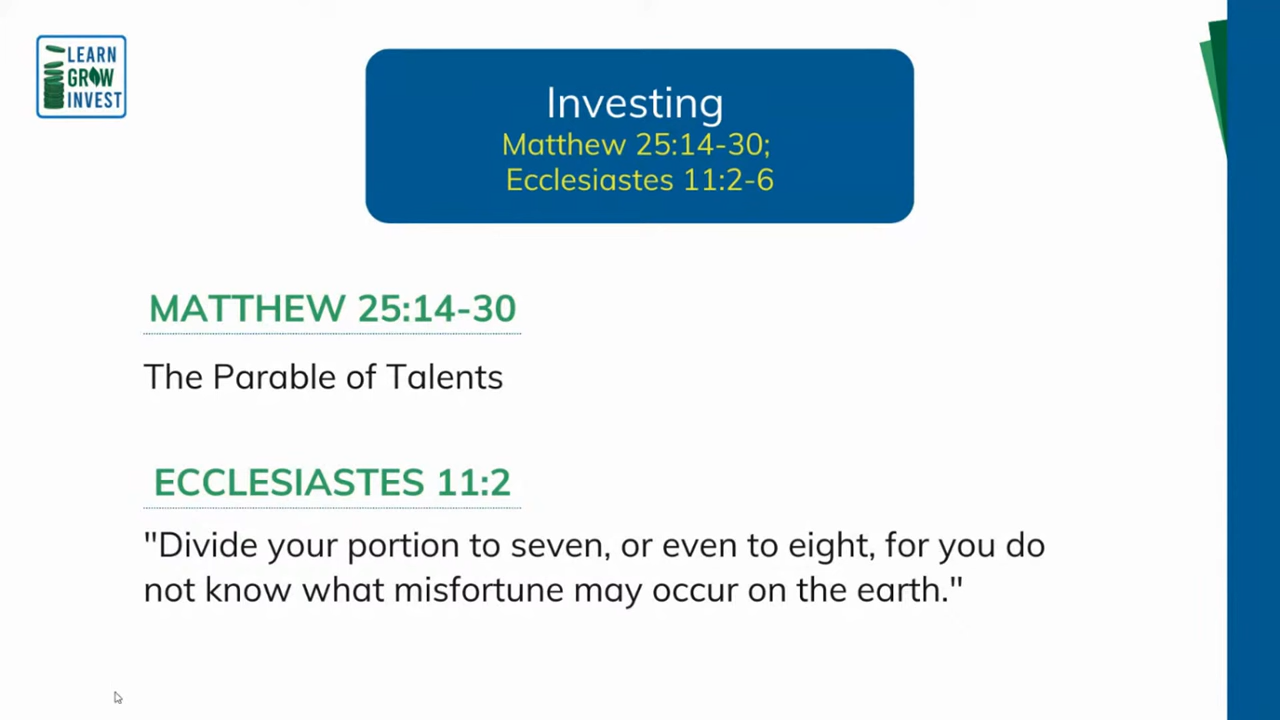 LEARN
GROW
INVEST
Investing
Matthew 25:14-30;
Ecclesiastes 11:2-6
MATTHEW 25:14-30
The Parable of Talents
ECCLESIASTES 11:2
"Divide your portion to seven, or even to eight, for you do
not know what misfortune may occur on the earth."